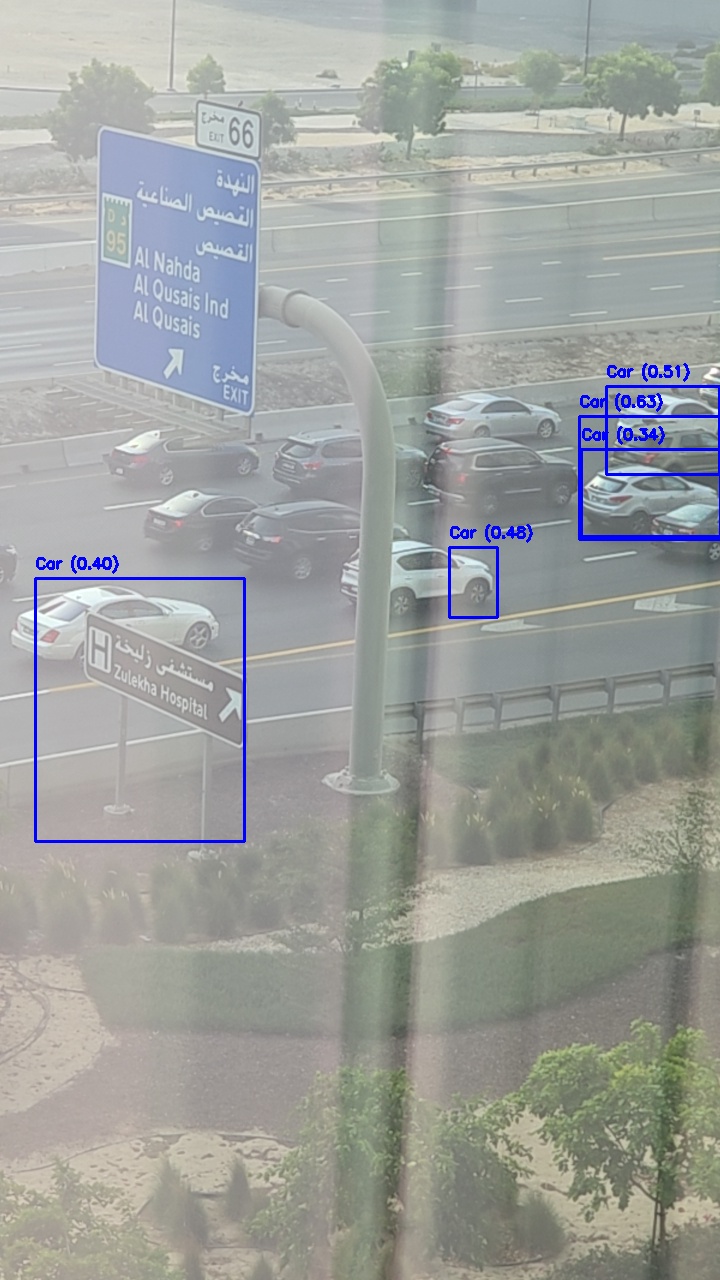 مخرج 66
EXIT
النهدة
القصيص الصناعية
القصيص
د D
95
Al Nahda
Al Qusais Ind
Al Qusais
مخرج
EXIT
Car (0.51)
Car (0.63)
Car (0.34)
Car (0.48)
Car (0.40)
H
مستشفى زليخة
Zulekha Hospital